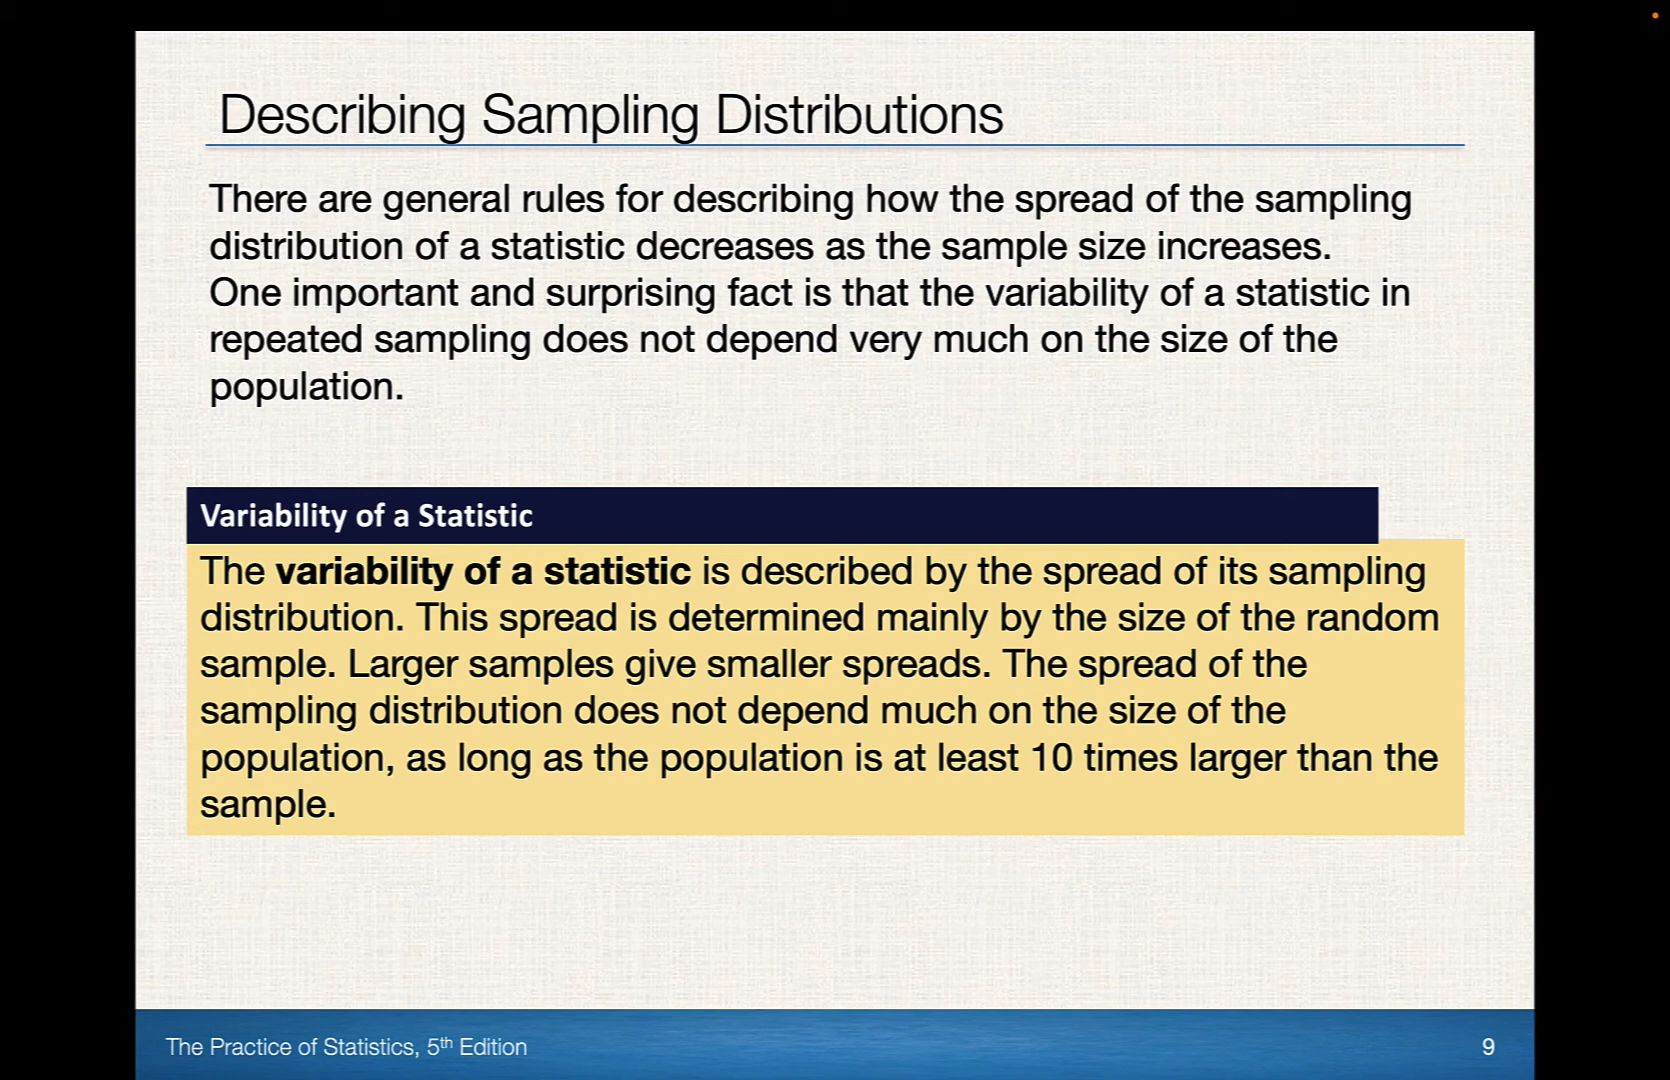 Describing Sampling Distributions
There are general rules for describing how the spread of the sampling
distribution of a statistic decreases as the sample size increases.
One important and surprising fact is that the variability of a statistic in
repeated sampling does not depend very much on the size of the
population.
Variability of a Statistic
The variability of a statistic is described by the spread of its sampling
distribution. This spread is determined mainly by the size of the random
sample. Larger samples give smaller spreads. The spread of the
sampling distribution does not depend much on the size of the
population, as long as the population is at least 10 times larger than the
sample.
The Practice of Statistics, 5th Edition
9